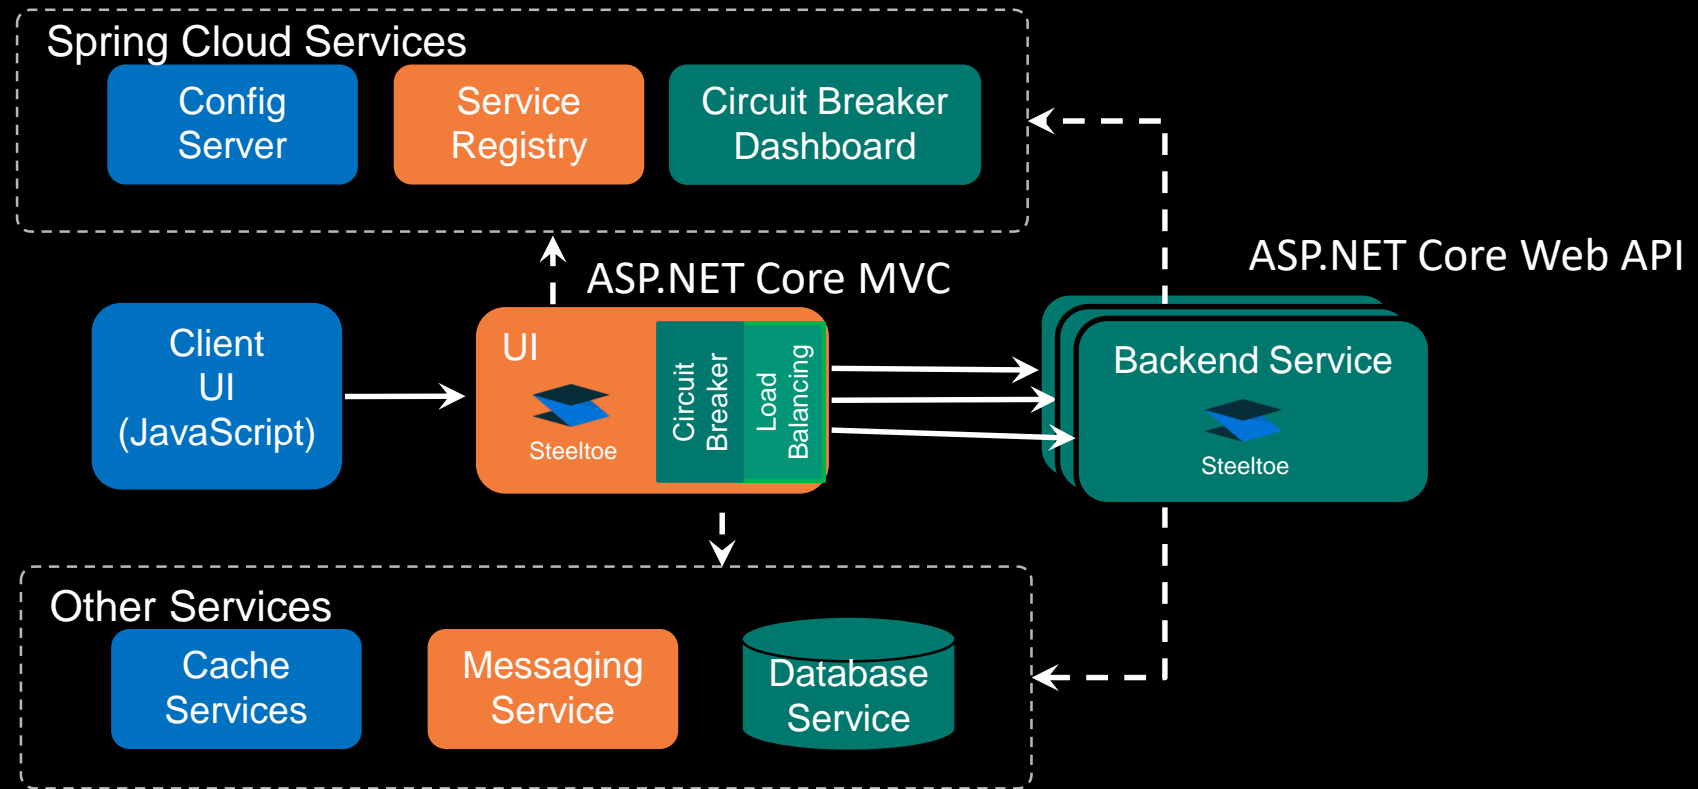 Spring Cloud Services
Config
Server
Service
Registry
Circuit Breaker
Dashboard
ASP.NET Core MVC
ASP.NET Core Web API
Client
UI
(JavaScript)
UI
Steeltoe
Circuit
Breaker
Load
Balancing
Backend Service
Steeltoe
Other Services
Cache
Services
Messaging
Service
Database
Service